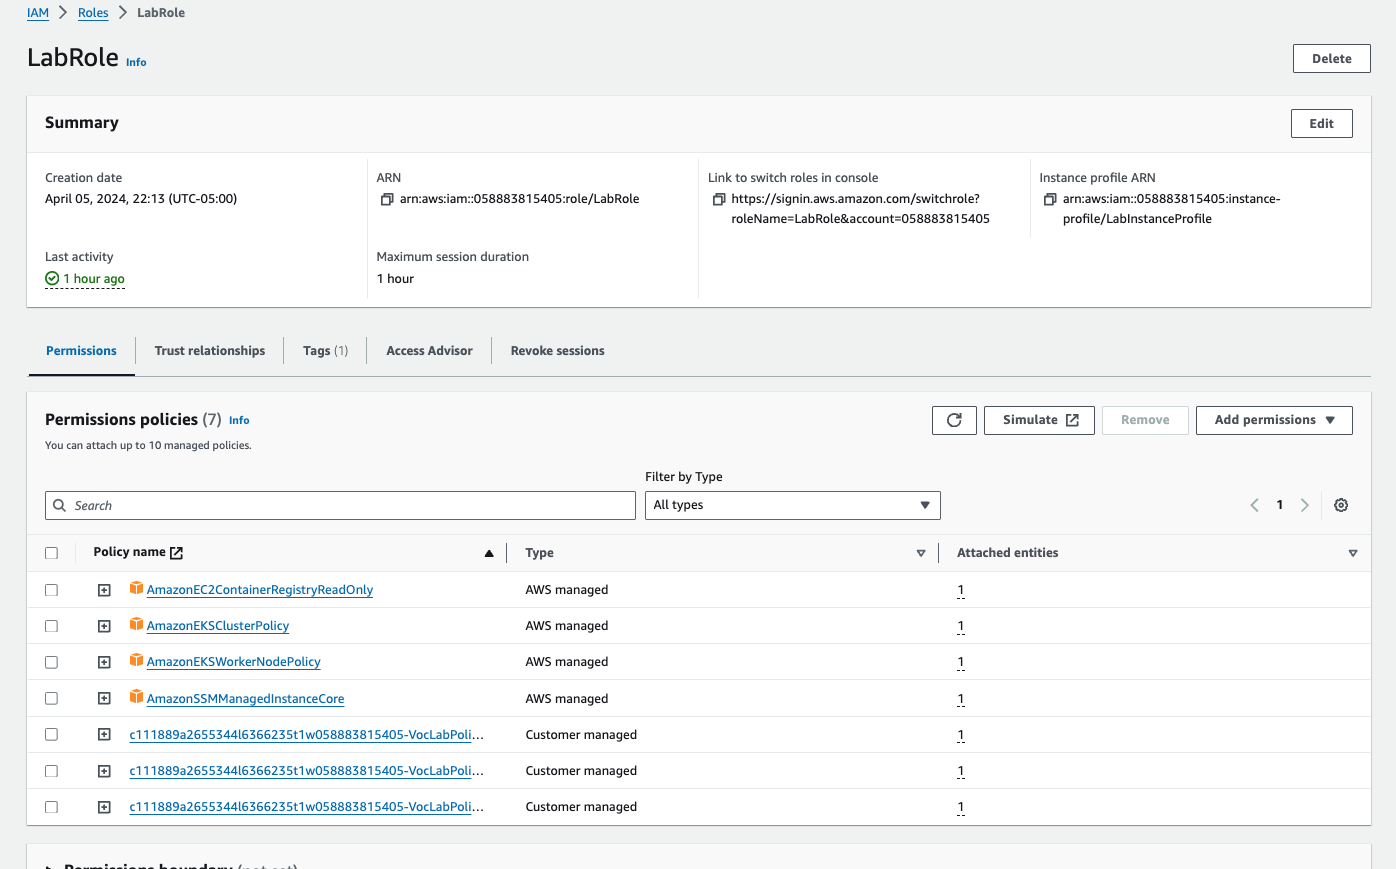 IAM > Roles > LabRole
LabRole Info
Delete
Summary
Edit
Creation date
April 05, 2024, 22:13 (UTC-05:00)
ARN
arn:aws:iam::058883815405:role/LabRole
Link to switch roles in console
https://signin.aws.amazon.com/switchrole?
roleName=LabRole&account=058883815405
Instance profile ARN
arn:aws:iam::058883815405:instance-
profile/LabInstanceProfile
Last activity
1 hour ago
Maximum session duration
1 hour
Permissions
Trust relationships
Tags (1)
Access Advisor
Revoke sessions
Permissions policies (7) Info
You can attach up to 10 managed policies.
Simulate
Remove
Add permissions
Filter by Type
Search
All types
1
Policy name
Type
Attached entities
AmazonEC2ContainerRegistryReadOnly AWS managed 1
AmazonEKSClusterPolicy AWS managed 1
AmazonEKSWorkerNodePolicy AWS managed 1
AmazonSSMManagedInstanceCore AWS managed 1
c111889a2655344l6366235t1w058883815405-VocLabPoli... Customer managed 1
c111889a2655344l6366235t1w058883815405-VocLabPoli... Customer managed 1
c111889a2655344l6366235t1w058883815405-VocLabPoli... Customer managed 1
Permissions boundary (not set)